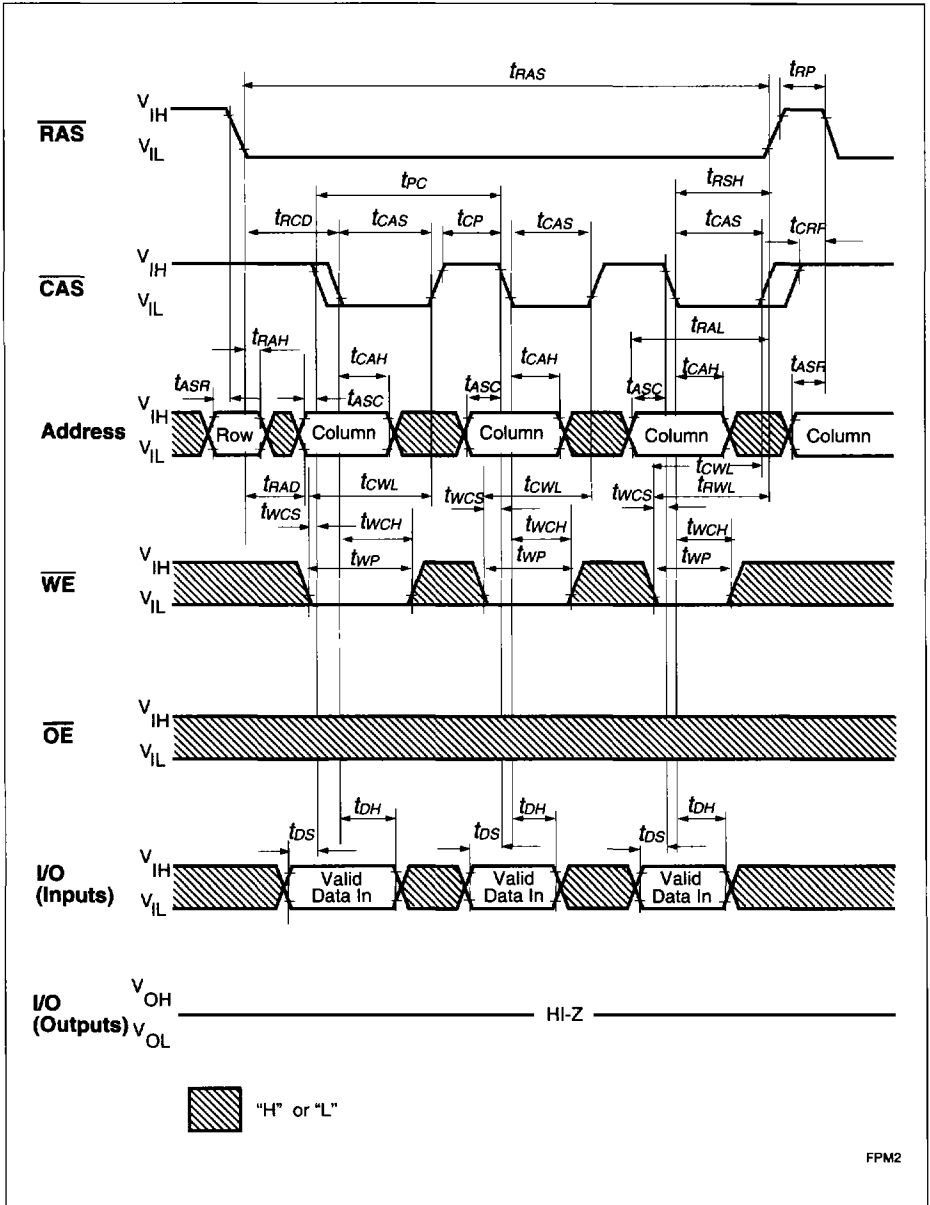 tRAS tRP
VIH
RAS
VIL
tPC tRSH
tRCD tCAS tCP tCAS tCAS tCRP
VIH
CAS
VIL
tRAL
tRAH tCAH tCAH tCAH
tASR tASC tASC tASC tASR
VIH
Address Row Column Column Column Column
VIL
tCWL
tRAD tCWL tCWL tRWL
tWCS tWCS tWCS
tWCH tWCH tWCH
tWP tWP tWP
VIH
WE
VIL
VIH
OE
VIL
tDH tDH tDH
tDS tDS tDS
VIH
I/O (Inputs) Valid Data In Valid Data In Valid Data In
VIL
VOH
I/O (Outputs) HI-Z
VOL
"H" or "L"
FPM2